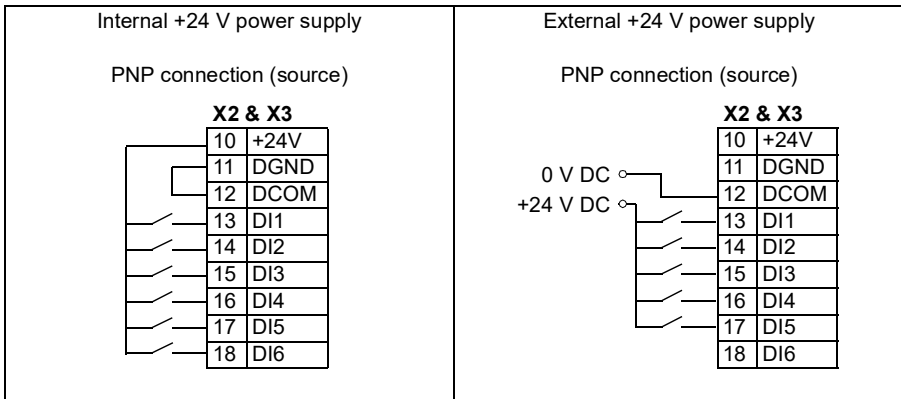 Internal +24 V power supply
PNP connection (source)
X2 & X3
10 +24V
11 DGND
12 DCOM
13 DI1
14 DI2
15 DI3
16 DI4
17 DI5
18 DI6
External +24 V power supply
PNP connection (source)
X2 & X3
10 +24V
11 DGND
0 V DC
12 DCOM
+24 V DC
13 DI1
14 DI2
15 DI3
16 DI4
17 DI5
18 DI6